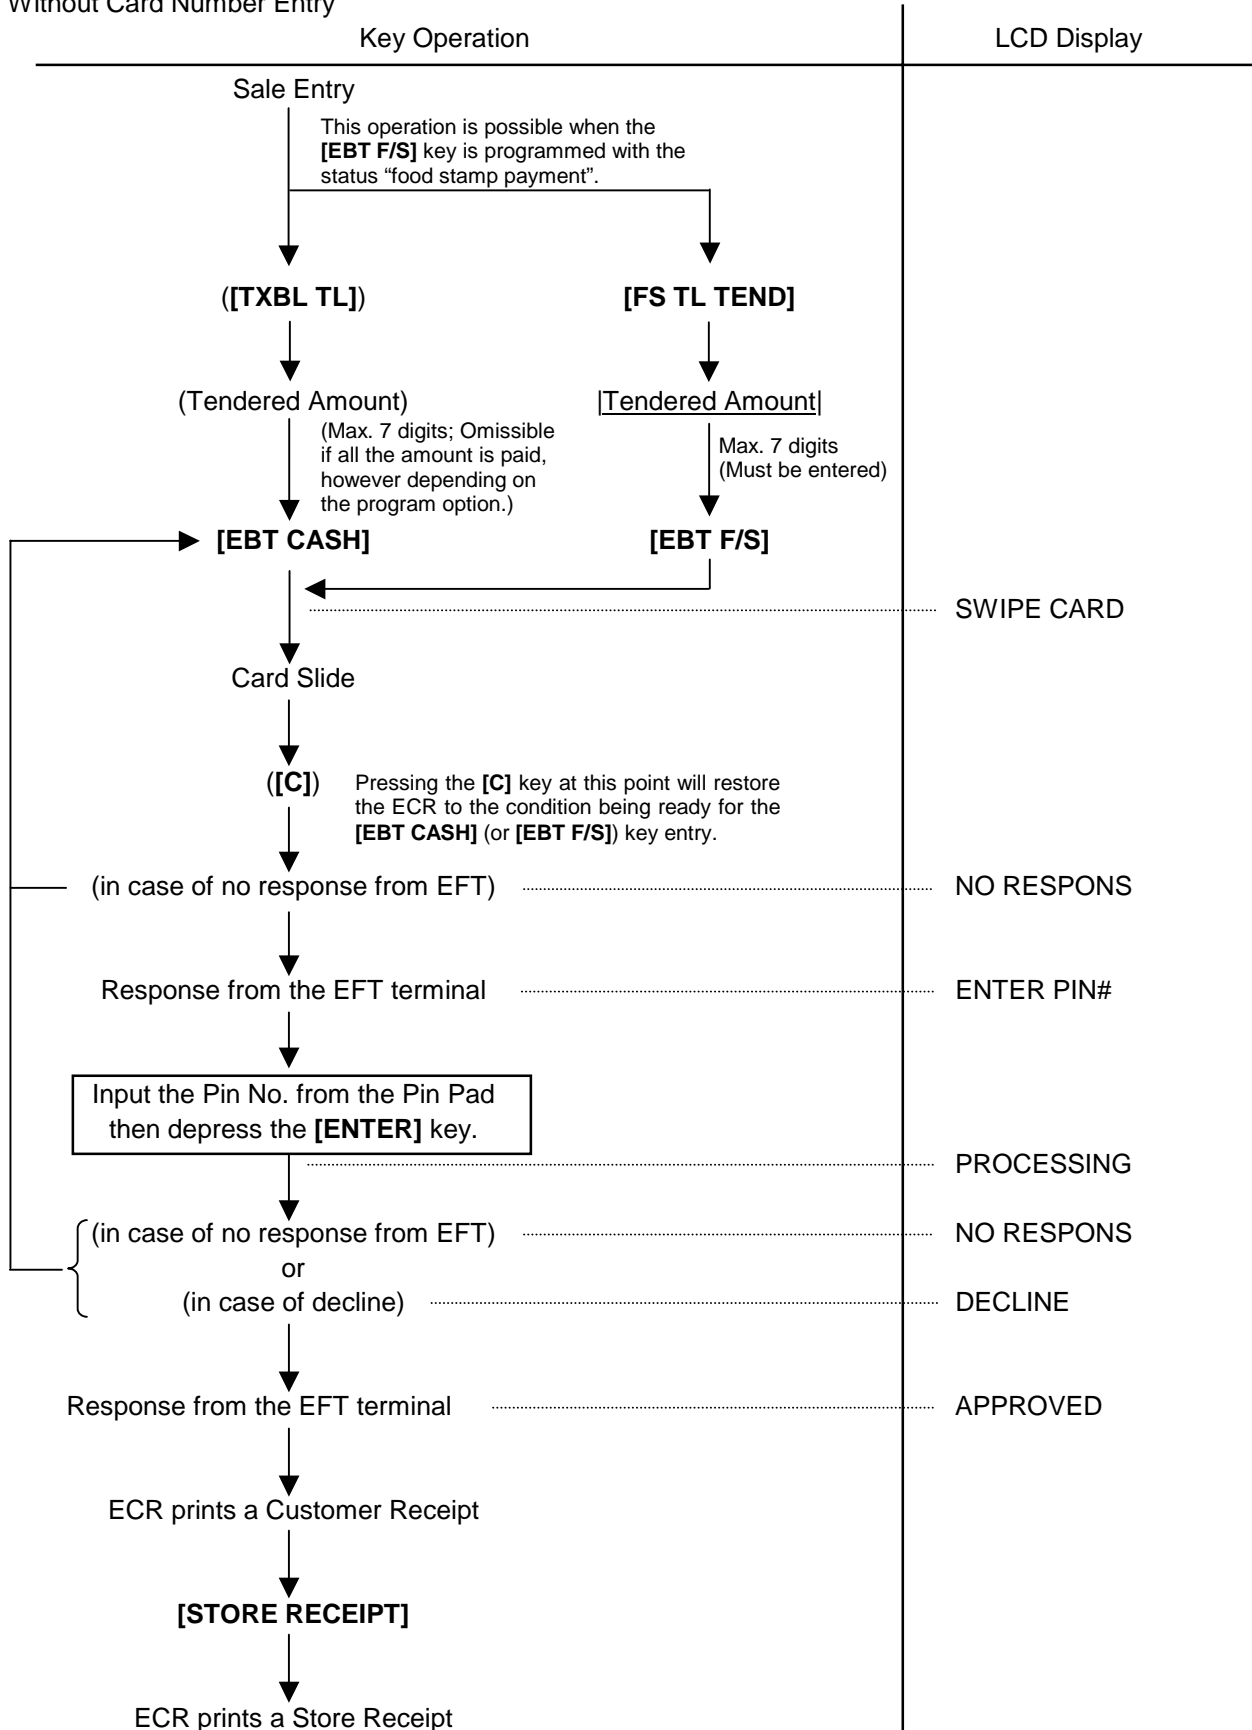 Without Card Number Entry
Key Operation
LCD Display
Sale Entry
This operation is possible when the
[EBT F/S] key is programmed with the
status “food stamp payment”.
([TXBL TL])
[FS TL TEND]
(Tendered Amount)
|Tendered Amount|
(Max. 7 digits; Omissible
if all the amount is paid,
however depending on
the program option.)
Max. 7 digits
(Must be entered)
[EBT CASH]
[EBT F/S]
SWIPE CARD
Card Slide
([C])
Pressing the [C] key at this point will restore
the ECR to the condition being ready for the
[EBT CASH] (or [EBT F/S]) key entry.
(in case of no response from EFT)
NO RESPONS
Response from the EFT terminal
ENTER PIN#
Input the Pin No. from the Pin Pad
then depress the [ENTER] key.
PROCESSING
(in case of no response from EFT)
NO RESPONS
or
(in case of decline)
DECLINE
Response from the EFT terminal
APPROVED
ECR prints a Customer Receipt
[STORE RECEIPT]
ECR prints a Store Receipt